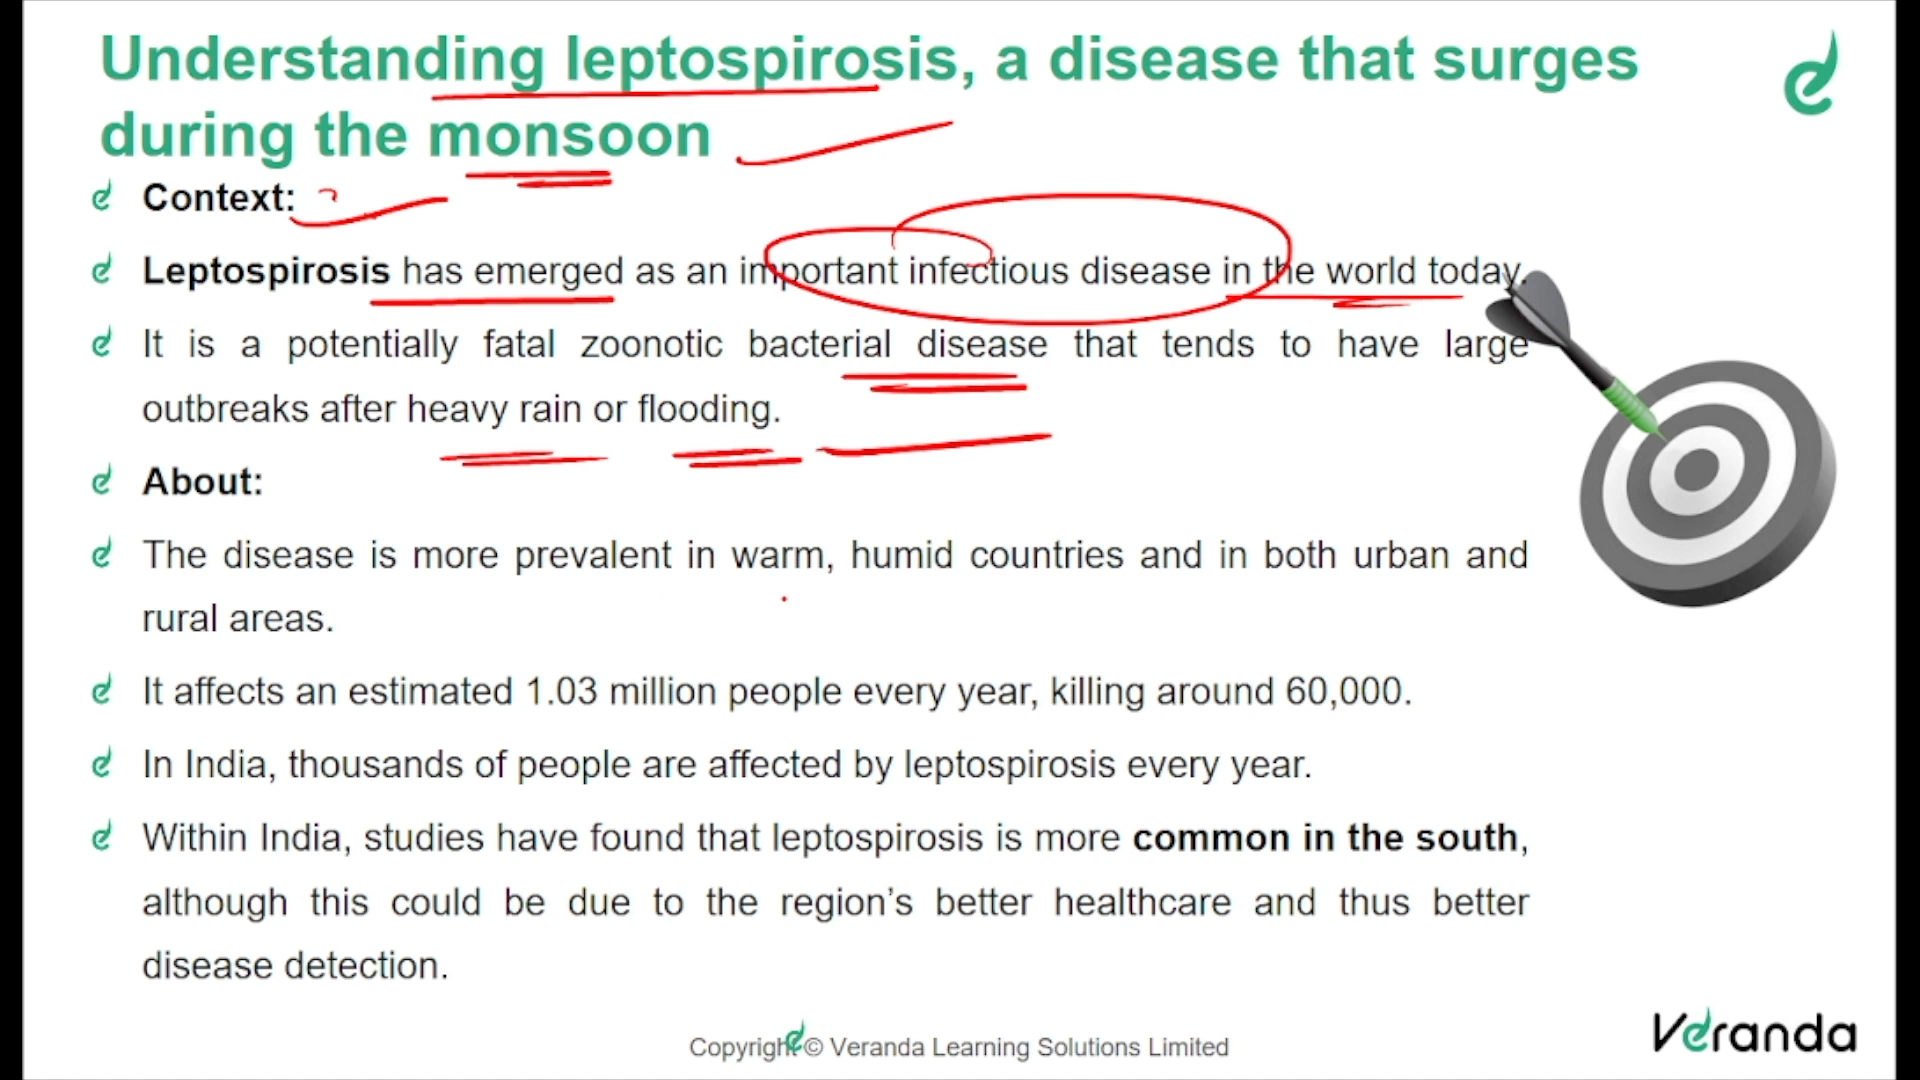 Understanding leptospirosis, a disease that surges
during the monsoon
Context:
Leptospirosis has emerged as an important infectious disease in the world today.
It is a potentially fatal zoonotic bacterial disease that tends to have large
outbreaks after heavy rain or flooding.
About:
The disease is more prevalent in warm, humid countries and in both urban and
rural areas.
It affects an estimated 1.03 million people every year, killing around 60,000.
In India, thousands of people are affected by leptospirosis every year.
Within India, studies have found that leptospirosis is more common in the south,
although this could be due to the region’s better healthcare and thus better
disease detection.
Copyright © Veranda Learning Solutions Limited
Veranda